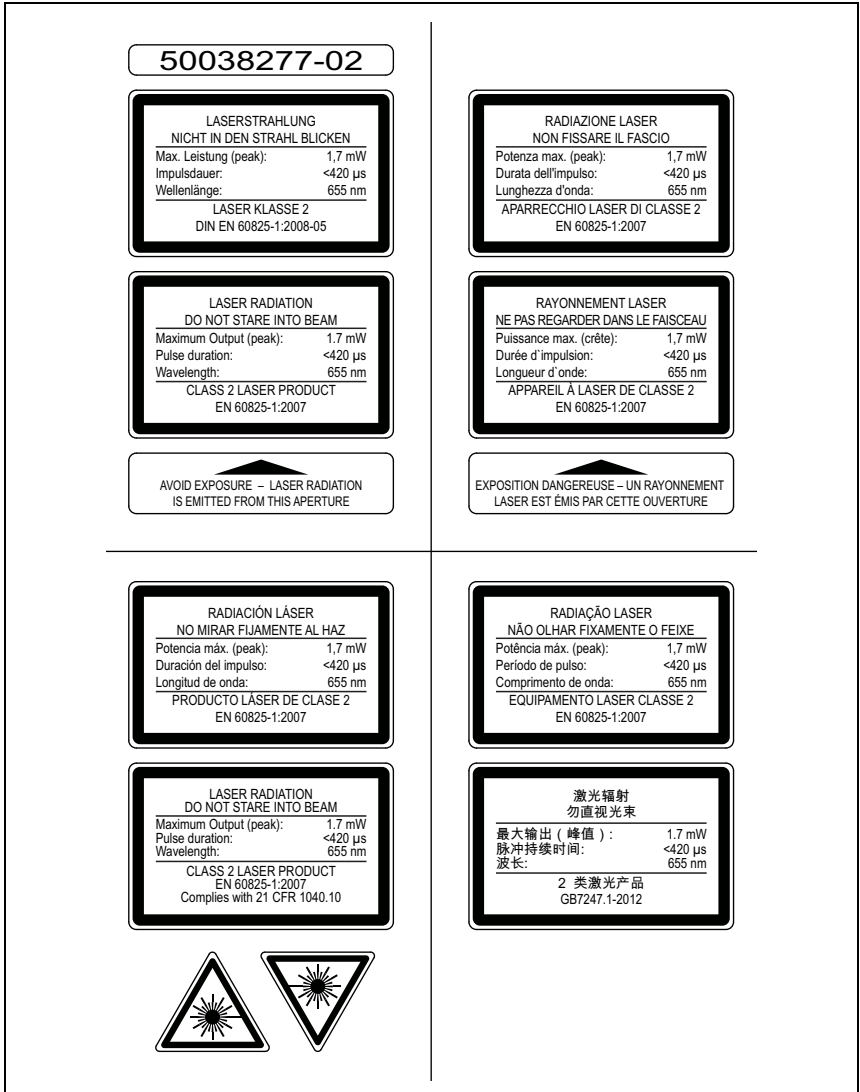 50038277-02
LASERSTRAHLUNG
NICHT IN DEN STRAHL BLICKEN
Max. Leistung (peak): 1,7 mW
Impulsdauer: <420 µs
Wellenlänge: 655 nm
LASER KLASSE 2
DIN EN 60825-1:2008-05
LASER RADIATION
DO NOT STARE INTO BEAM
Maximum Output (peak): 1.7 mW
Pulse duration: <420 µs
Wavelength: 655 nm
CLASS 2 LASER PRODUCT
EN 60825-1:2007
AVOID EXPOSURE – LASER RADIATION
IS EMITTED FROM THIS APERTURE
RADIAZIONE LASER
NON FISSARE IL FASCIO
Potenza max. (peak): 1,7 mW
Durata dell'impulso: <420 µs
Lunghezza d'onda: 655 nm
APARRECCHIO LASER DI CLASSE 2
EN 60825-1:2007
RAYONNEMENT LASER
NE PAS REGARDER DANS LE FAISCEAU
Puissance max. (crête): 1,7 mW
Durée d`impulsion: <420 µs
Longueur d`onde: 655 nm
APPAREIL À LASER DE CLASSE 2
EN 60825-1:2007
EXPOSITION DANGEREUSE – UN RAYONNEMENT
LASER EST ÉMIS PAR CETTE OUVERTURE
RADIACIÓN LÁSER
NO MIRAR FIJAMENTE AL HAZ
Potencia máx. (peak): 1,7 mW
Duración del impulso: <420 µs
Longitud de onda: 655 nm
PRODUCTO LÁSER DE CLASE 2
EN 60825-1:2007
LASER RADIATION
DO NOT STARE INTO BEAM
Maximum Output (peak): 1.7 mW
Pulse duration: <420 µs
Wavelength: 655 nm
CLASS 2 LASER PRODUCT
EN 60825-1:2007
Complies with 21 CFR 1040.10
RADIAÇÃO LASER
NÃO OLHAR FIXAMENTE O FEIXE
Potência máx. (peak): 1,7 mW
Período de pulso: <420 µs
Comprimento de onda: 655 nm
EQUIPAMENTO LASER CLASSE 2
EN 60825-1:2007
激光辐射
勿直视光束
最大输出（峰值）: 1.7 mW
脉冲持续时间: <420 µs
波长: 655 nm
2 类激光产品
GB7247.1-2012